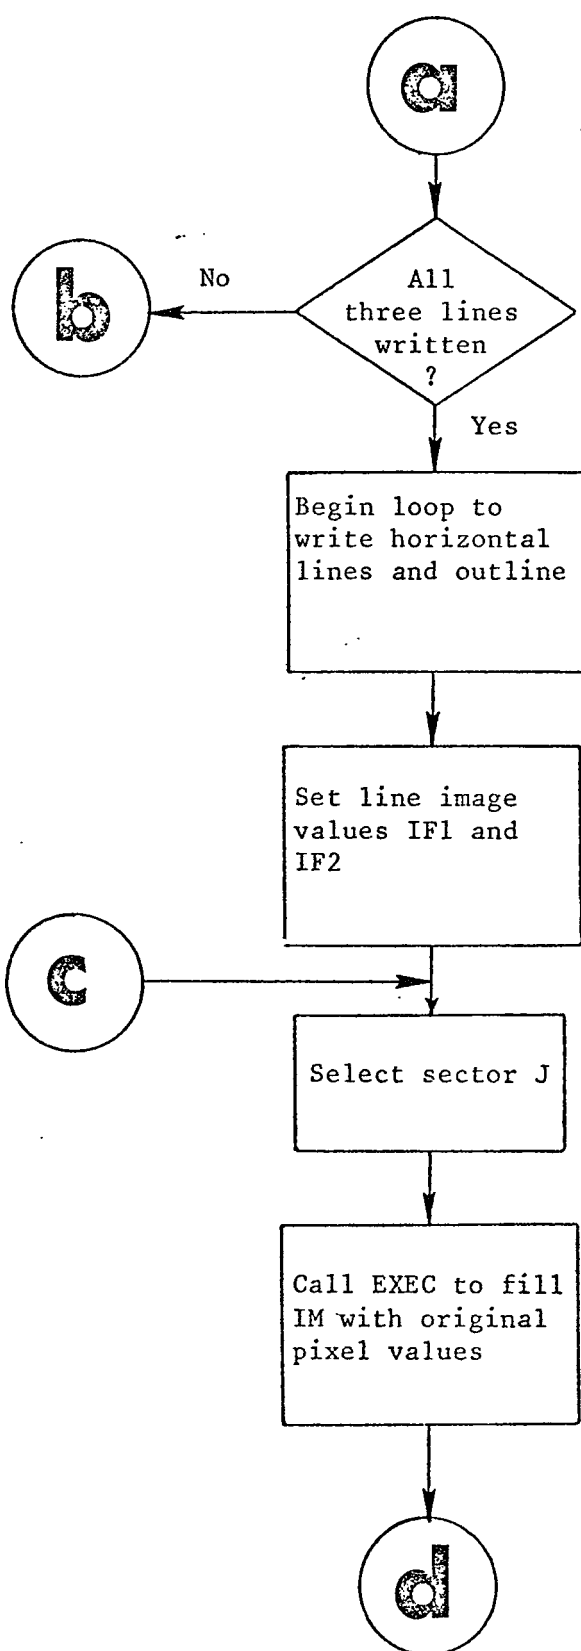 a
All
three lines
written
?
No
b
Yes
Begin loop to
write horizontal
lines and outline
Set line image
values IF1 and
IF2
c
Select sector J
Call EXEC to fill
IM with original
pixel values
d